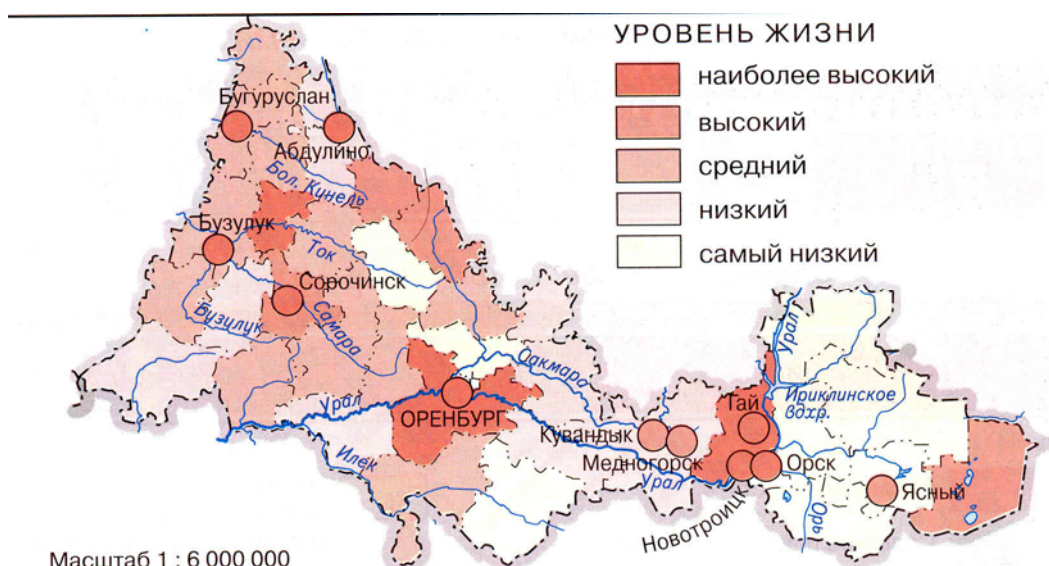 УРОВЕНЬ ЖИЗНИ
наиболее высокий
высокий
средний
низкий
самый низкий
Бугуруслан
Абдулино
Бол. Кинель
Бузулук
Ток
Сорочинск
Бузулук
Самара
Сакмара
Урал
Урал
ОРЕНБУРГ
Илек
Тай
Ириклинское
вдхр.
Кувандык
Медногорск
Урал
Орск
Ясный
Орь
Новотроицк
Масштаб 1 : 6 000 000